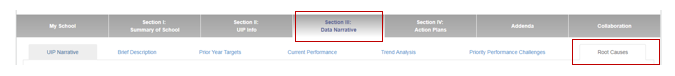 My School
Section I:
Summary of School
Section II:
UIP Info
Section III:
Data Narrative
Section IV:
Action Plans
Addenda
Collaboration
UIP Narrative
Brief Description
Prior Year Targets
Current Performance
Trend Analysis
Priority Performance Challenges
Root Causes